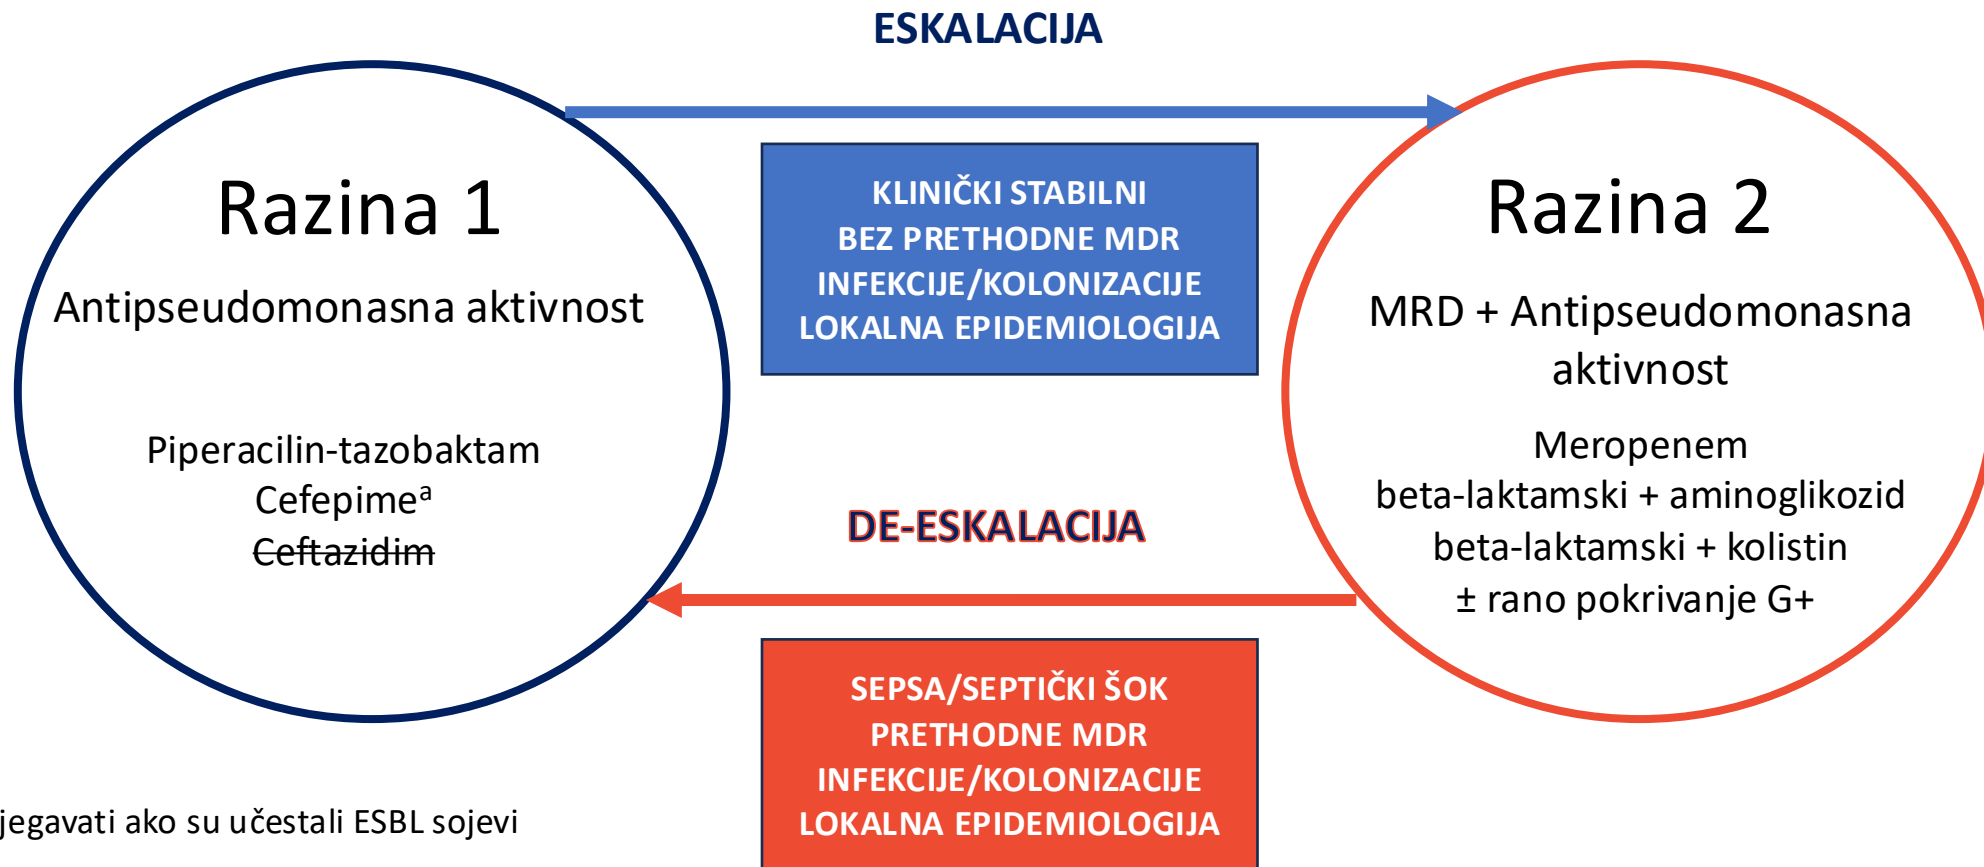 ESKALACIJA
Razina 1
Antipseudomonasna aktivnost
Piperacilin-tazobaktam
Cefepimeᵃ
Ceftazidim
KLINIČKI STABILNI
BEZ PRETHODNE MDR
INFEKCIJE/KOLONIZACIJE
LOKALNA EPIDEMIOLOGIJA
Razina 2
MRD + Antipseudomonasna
aktivnost
Meropenem
beta-laktamski + aminoglikozid
beta-laktamski + kolistin
± rano pokrivanje G+
DE-ESKALACIJA
SEPSA/SEPTIČKI ŠOK
PRETHODNE MDR
INFEKCIJE/KOLONIZACIJE
LOKALNA EPIDEMIOLOGIJA
ako su učestali ESBL sojevi